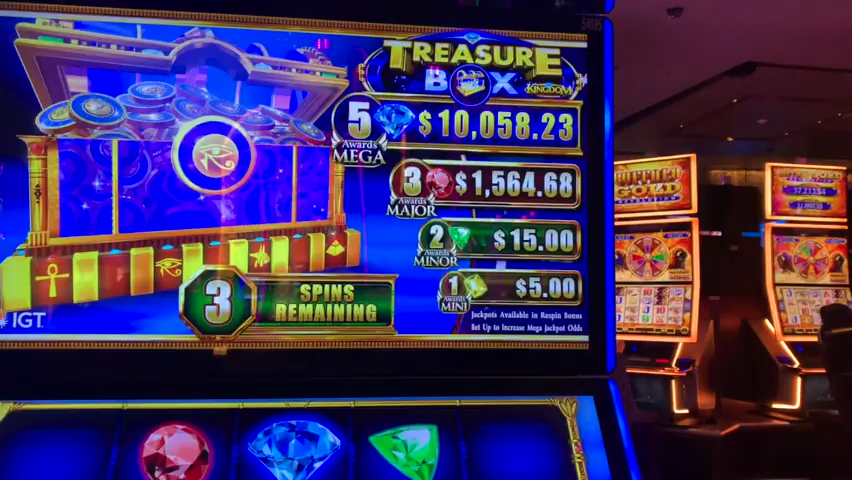 TREASURE
BOX
KINGDOM
5 $10,058.23
Awards
MEGA
3 $1,564.68
Awards
MAJOR
2 $15.00
Awards
MINOR
1 $5.00
Awards
MINI
3 SPINS
REMAINING
Jackpots Available in Respin Bonus
Bet Up to Increase Mega Jackpot Odds
IGT
BUFFALO
GOLD